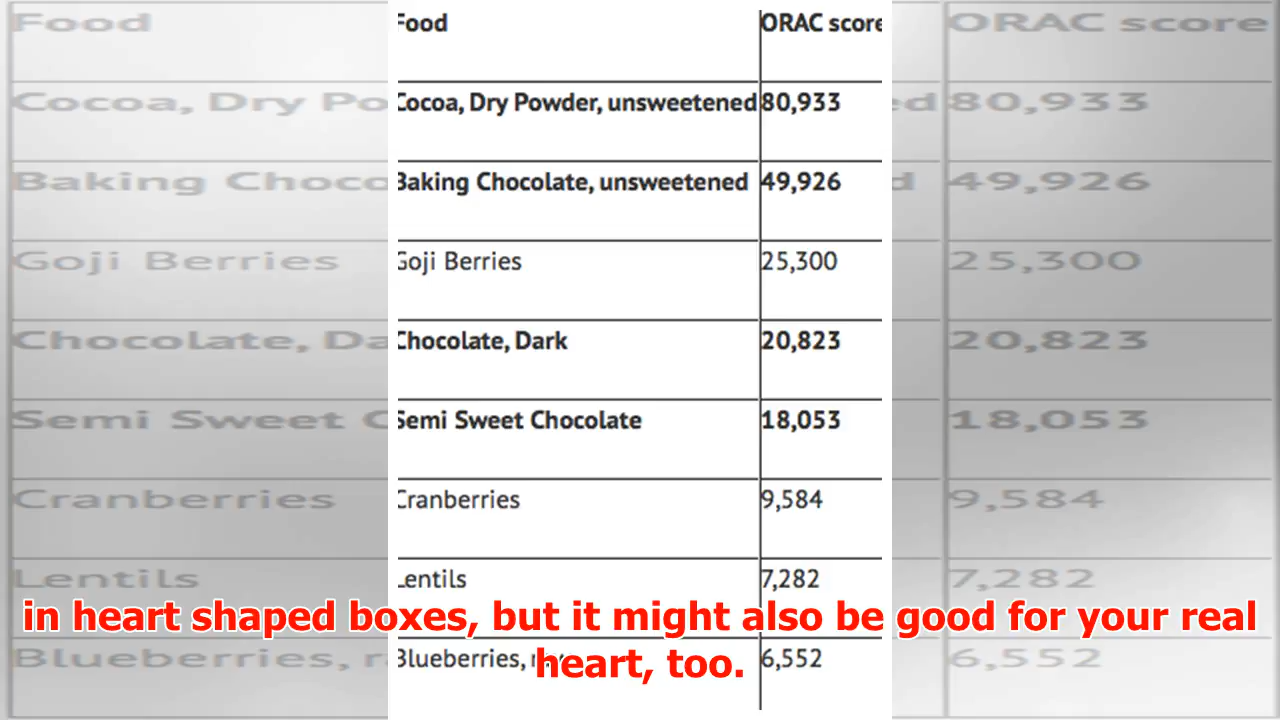 Food ORAC score
Cocoa, Dry Powder, unsweetened 80,933
Baking Chocolate, unsweetened 49,926
Goji Berries 25,300
Chocolate, Dark 20,823
Semi Sweet Chocolate 18,053
Cranberries 9,584
Lentils 7,282
in heart shaped boxes, but it might also be good for your real
Blueberries, 6,552
heart, too.